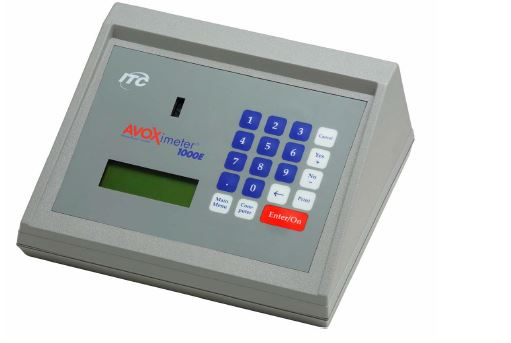 ITC
AVOXimeter®
1000E
1 2 3 Cancel
4 5 6 Yes +
7 8 9 No -
. 0 ← Print
Main Menu Com- puter Enter/On